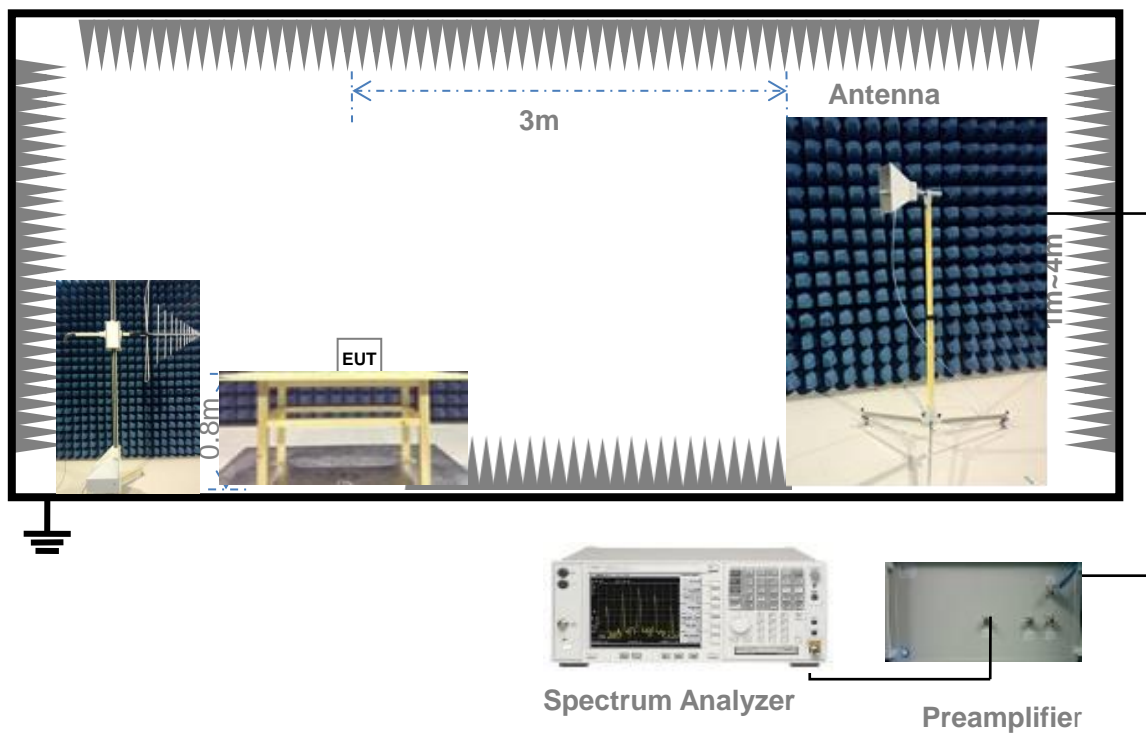 Antenna
3m
1m~4m
EUT
0.8m
Spectrum Analyzer
Preamplifier